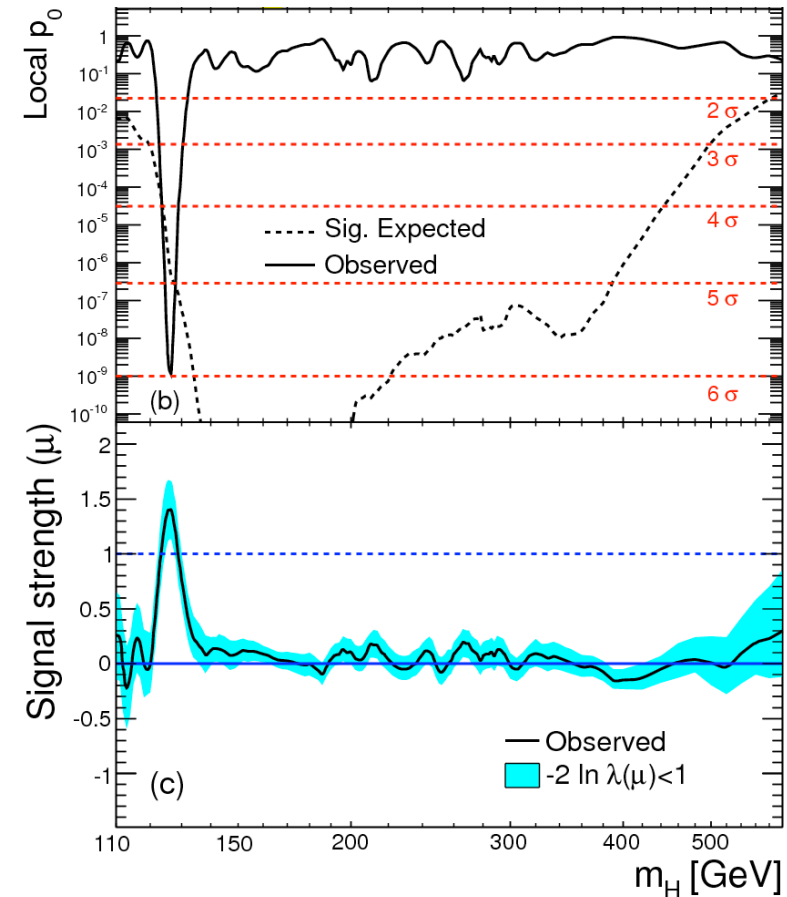 Local p₀
1
10⁻¹
10⁻²
10⁻³
10⁻⁴
10⁻⁵
10⁻⁶
10⁻⁷
10⁻⁸
10⁻⁹
10⁻¹⁰
2 σ
3 σ
4 σ
5 σ
6 σ
Sig. Expected
Observed
(b)
Signal strength (μ)
2
1.5
1
0.5
0
-0.5
-1
Observed
-2 ln λ(μ)<1
(c)
110 150 200 300 400 500
m_H [GeV]